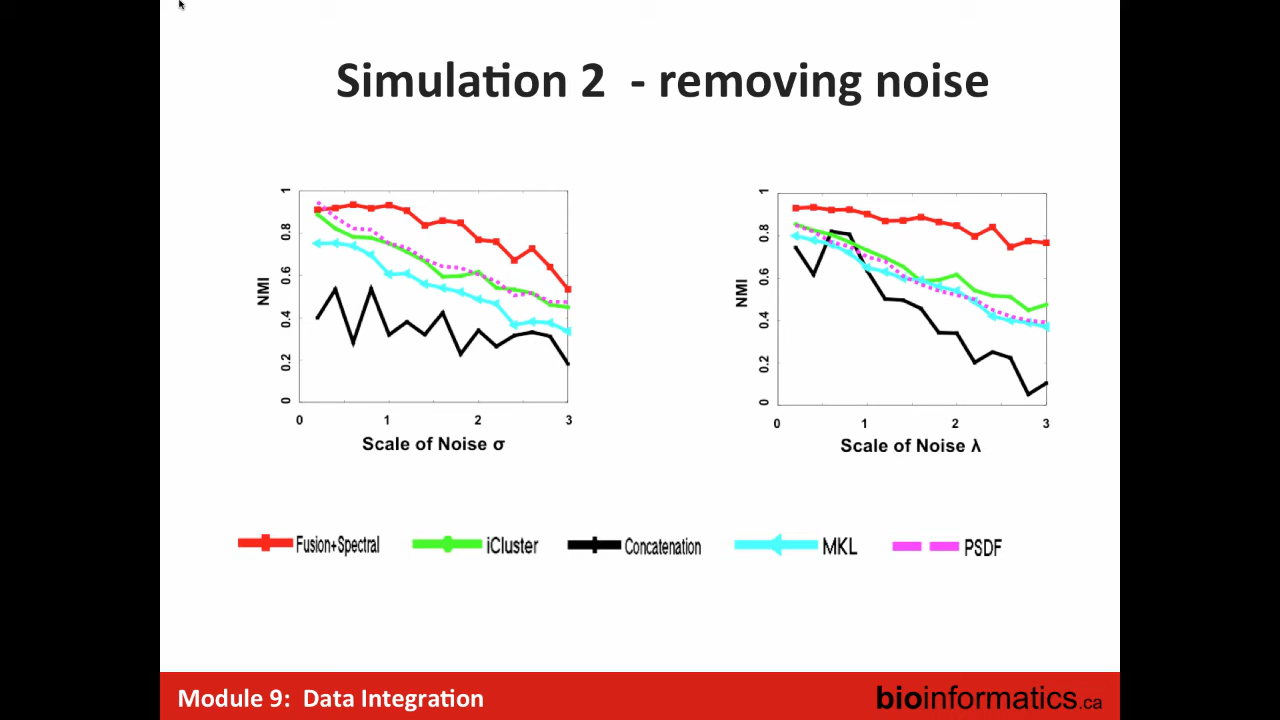 Simulation 2 - removing noise
1
0.8
0.6
0.4
0.2
0
NMI
0 1 2 3
Scale of Noise σ
1
0.8
0.6
0.4
0.2
0
NMI
0 1 2 3
Scale of Noise λ
Fusion+Spectral iCluster Concatenation MKL PSDF
Module 9: Data Integration
bioinformatics.ca